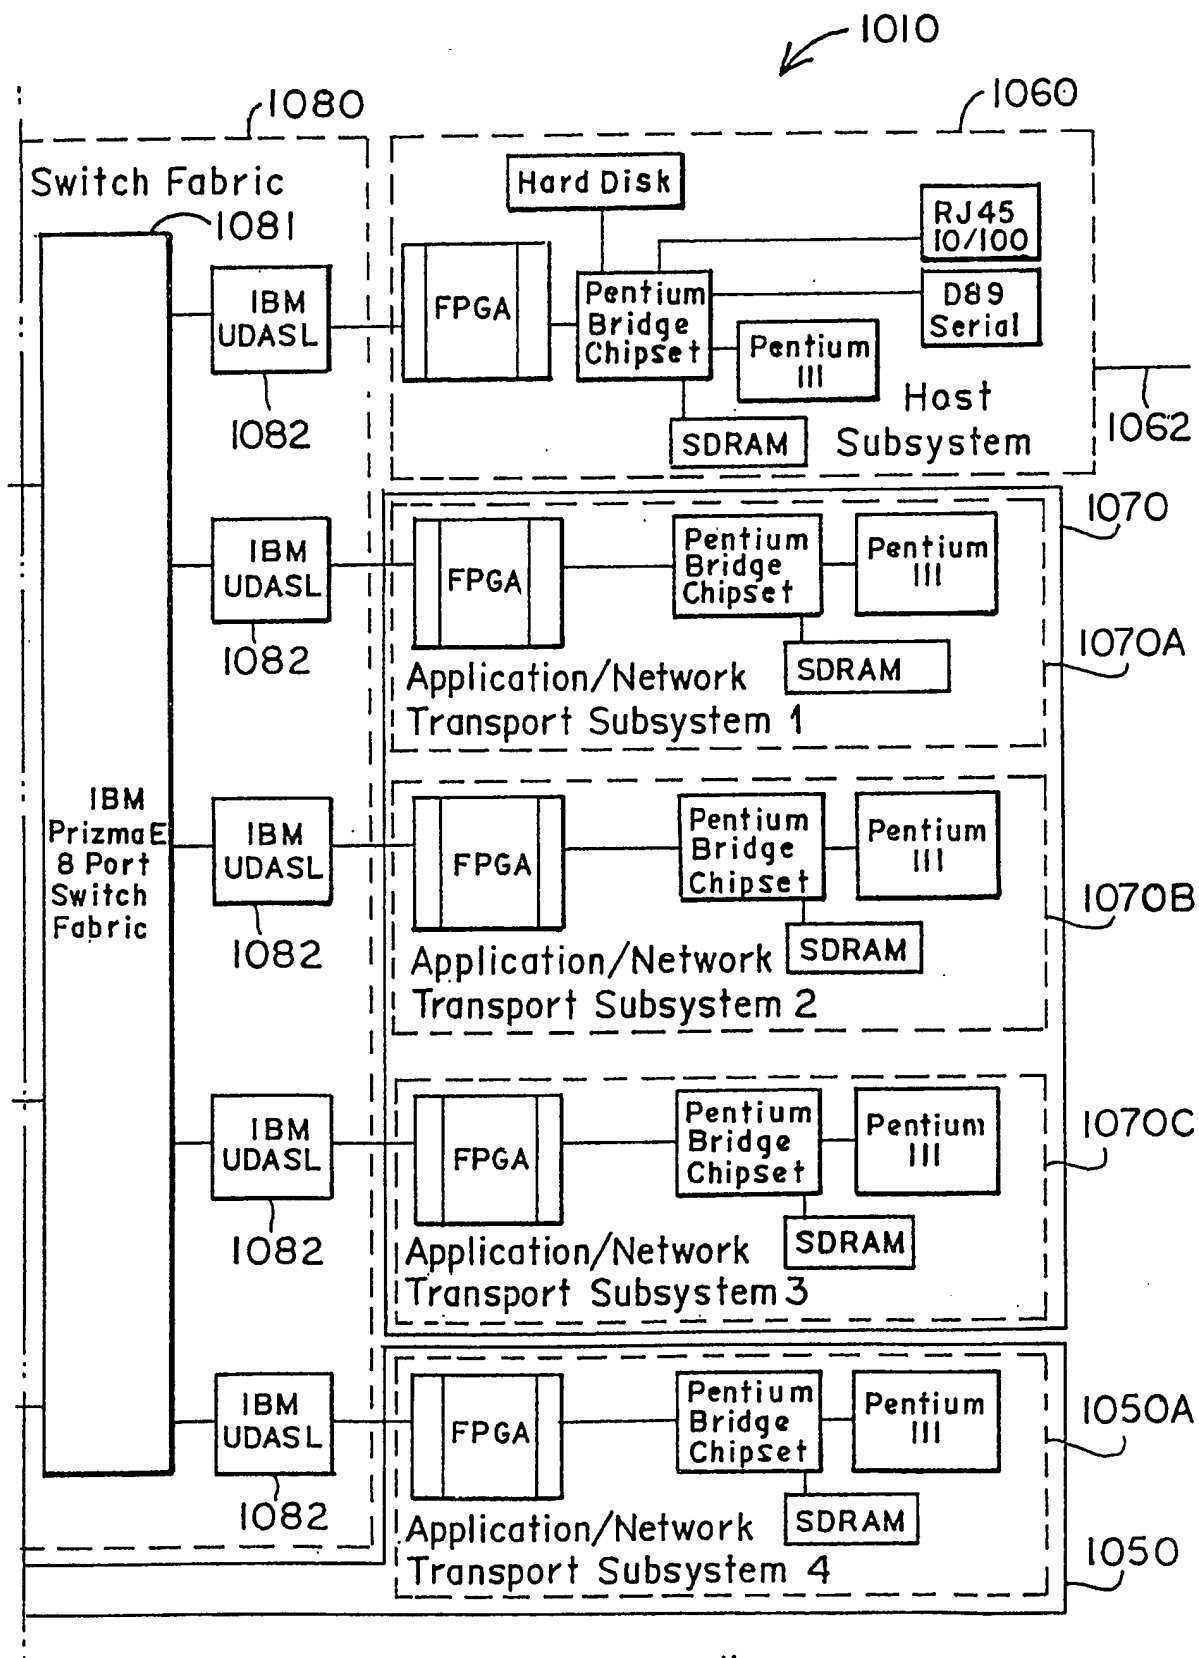 1010
1080
1060
Switch Fabric
1081
Hard Disk
RJ45
10/100
IBM
UDASL
FPGA
Pentium
Bridge
Chipset
D89
Serial
Pentium
III
1082
SDRAM
Host
Subsystem
1062
1070
IBM
UDASL
FPGA
Pentium
Bridge
Chipset
Pentium
III
1082
SDRAM
1070A
Application/Network
Transport Subsystem 1
IBM
PrizmaE
8 Port
Switch
Fabric
IBM
UDASL
FPGA
Pentium
Bridge
Chipset
Pentium
III
1070B
1082
SDRAM
Application/Network
Transport Subsystem 2
IBM
UDASL
FPGA
Pentium
Bridge
Chipset
Pentium
III
1070C
1082
SDRAM
Application/Network
Transport Subsystem 3
IBM
UDASL
FPGA
Pentium
Bridge
Chipset
Pentium
III
1050A
1082
SDRAM
Application/Network
Transport Subsystem 4
1050